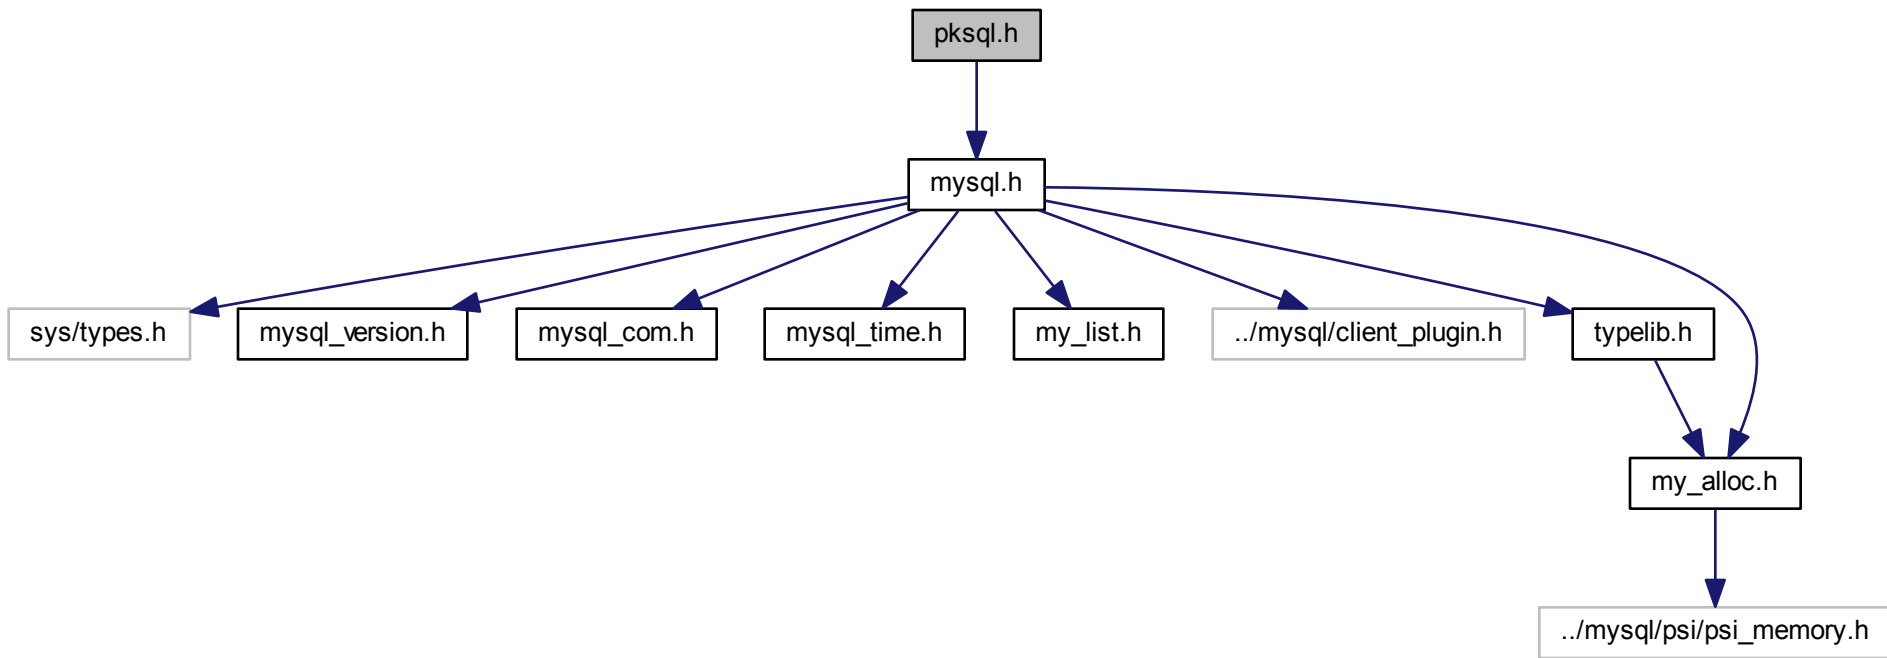 pksql.h
mysql.h
sys/types.h
mysql_version.h
mysql_com.h
mysql_time.h
my_list.h
../mysql/client_plugin.h
typelib.h
my_alloc.h
../mysql/psi/psi_memory.h